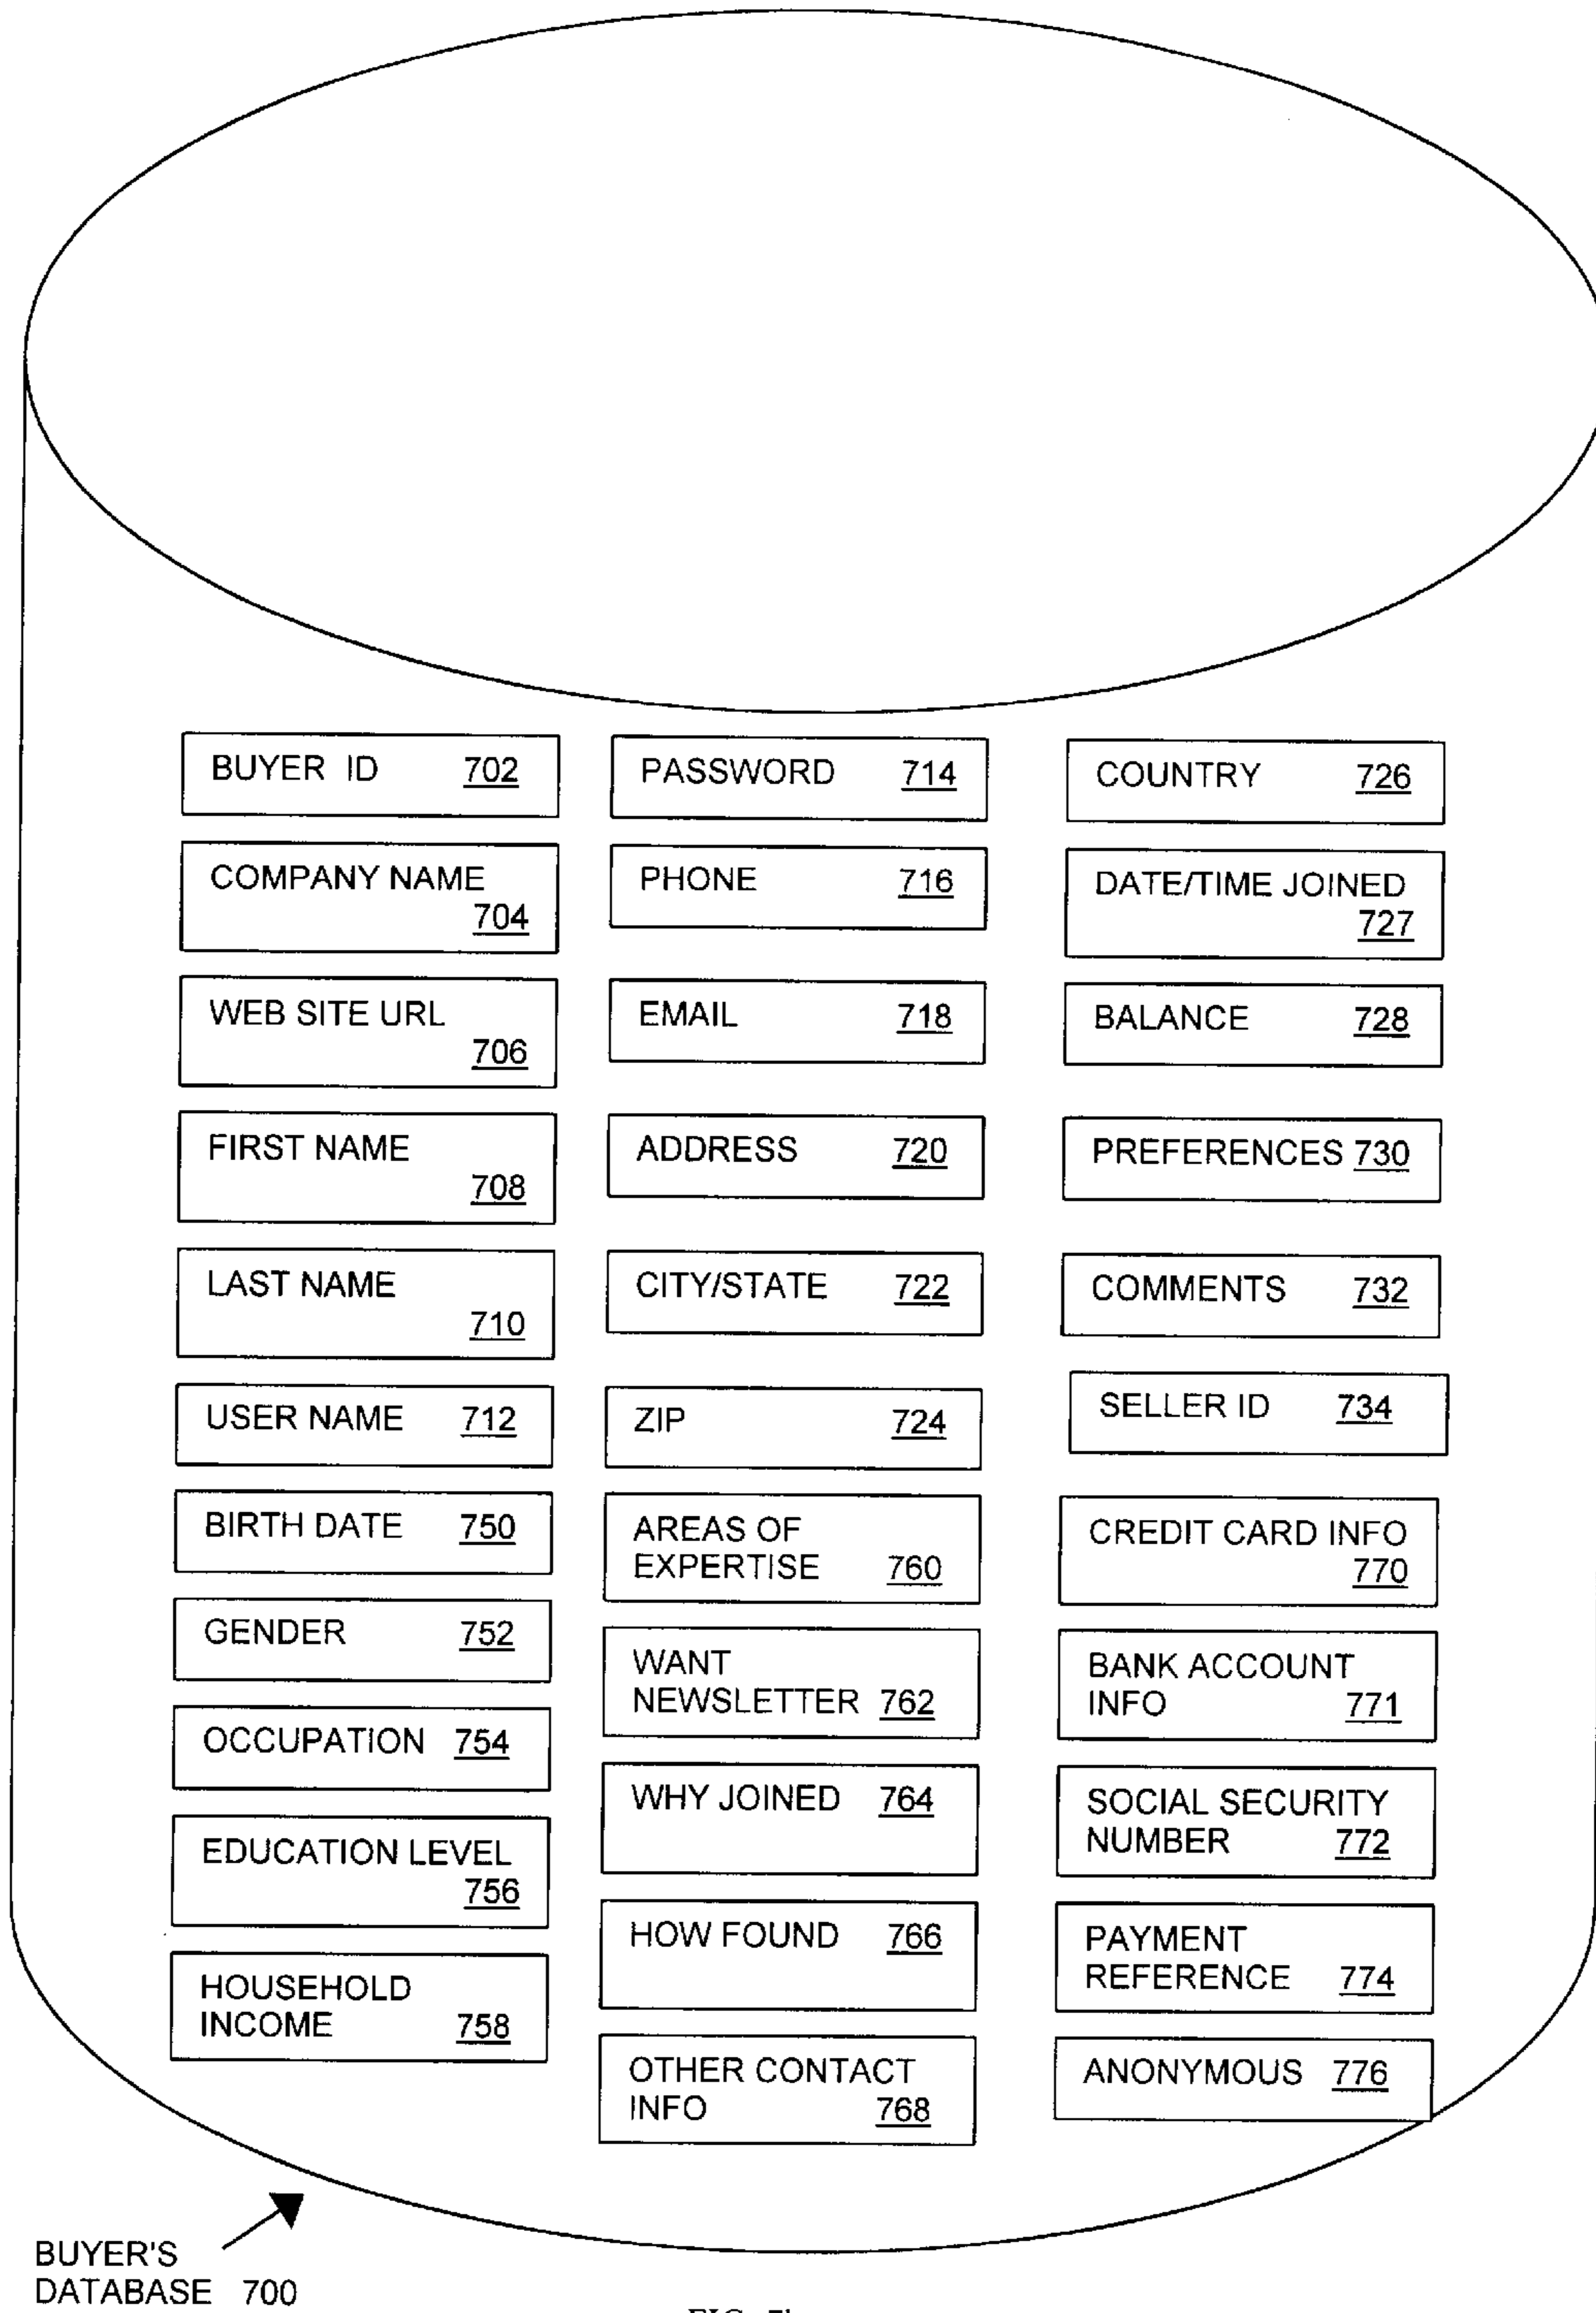 BUYER ID 702
COMPANY NAME
704
WEB SITE URL
706
FIRST NAME
708
LAST NAME
710
USER NAME 712
BIRTH DATE 750
GENDER 752
OCCUPATION 754
EDUCATION LEVEL
756
HOUSEHOLD
INCOME 758
PASSWORD 714
PHONE 716
EMAIL 718
ADDRESS 720
CITY/STATE 722
ZIP 724
AREAS OF
EXPERTISE 760
WANT
NEWSLETTER 762
WHY JOINED 764
HOW FOUND 766
OTHER CONTACT
INFO 768
COUNTRY 726
DATE/TIME JOINED
727
BALANCE 728
PREFERENCES 730
COMMENTS 732
SELLER ID 734
CREDIT CARD INFO
770
BANK ACCOUNT
INFO 771
SOCIAL SECURITY
NUMBER 772
PAYMENT
REFERENCE 774
ANONYMOUS 776
BUYER'S
DATABASE 700